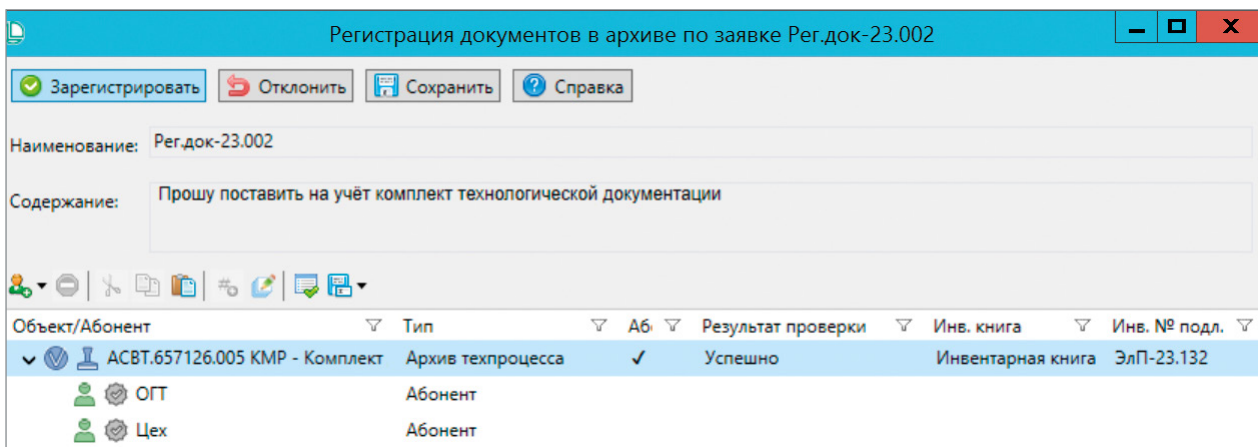 Регистрация документов в архиве по заявке Рег.док-23.002
Зарегистрировать Отклонить Сохранить Справка
Наименование: Рег.док-23.002
Содержание: Прошу поставить на учёт комплект технологической документации
Объект/Абонент Тип Аб Результат проверки Инв. книга Инв. № подл.
АСВТ.657126.005 КМР - Комплект Архив техпроцесса ✓ Успешно Инвентарная книга ЭлП-23.132
ОГТ Абонент
Цех Абонент